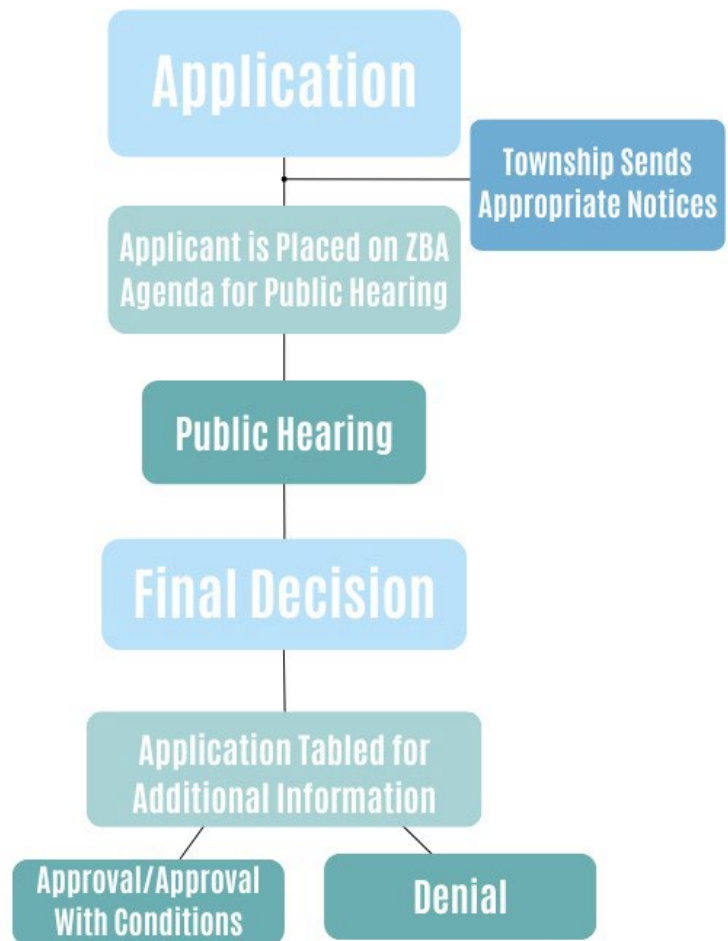 Application
Township Sends
Appropriate Notices
Applicant is Placed on ZBA
Agenda for Public Hearing
Public Hearing
Final Decision
Application Tabled for
Additional Information
Approval/Approval
With Conditions
Denial